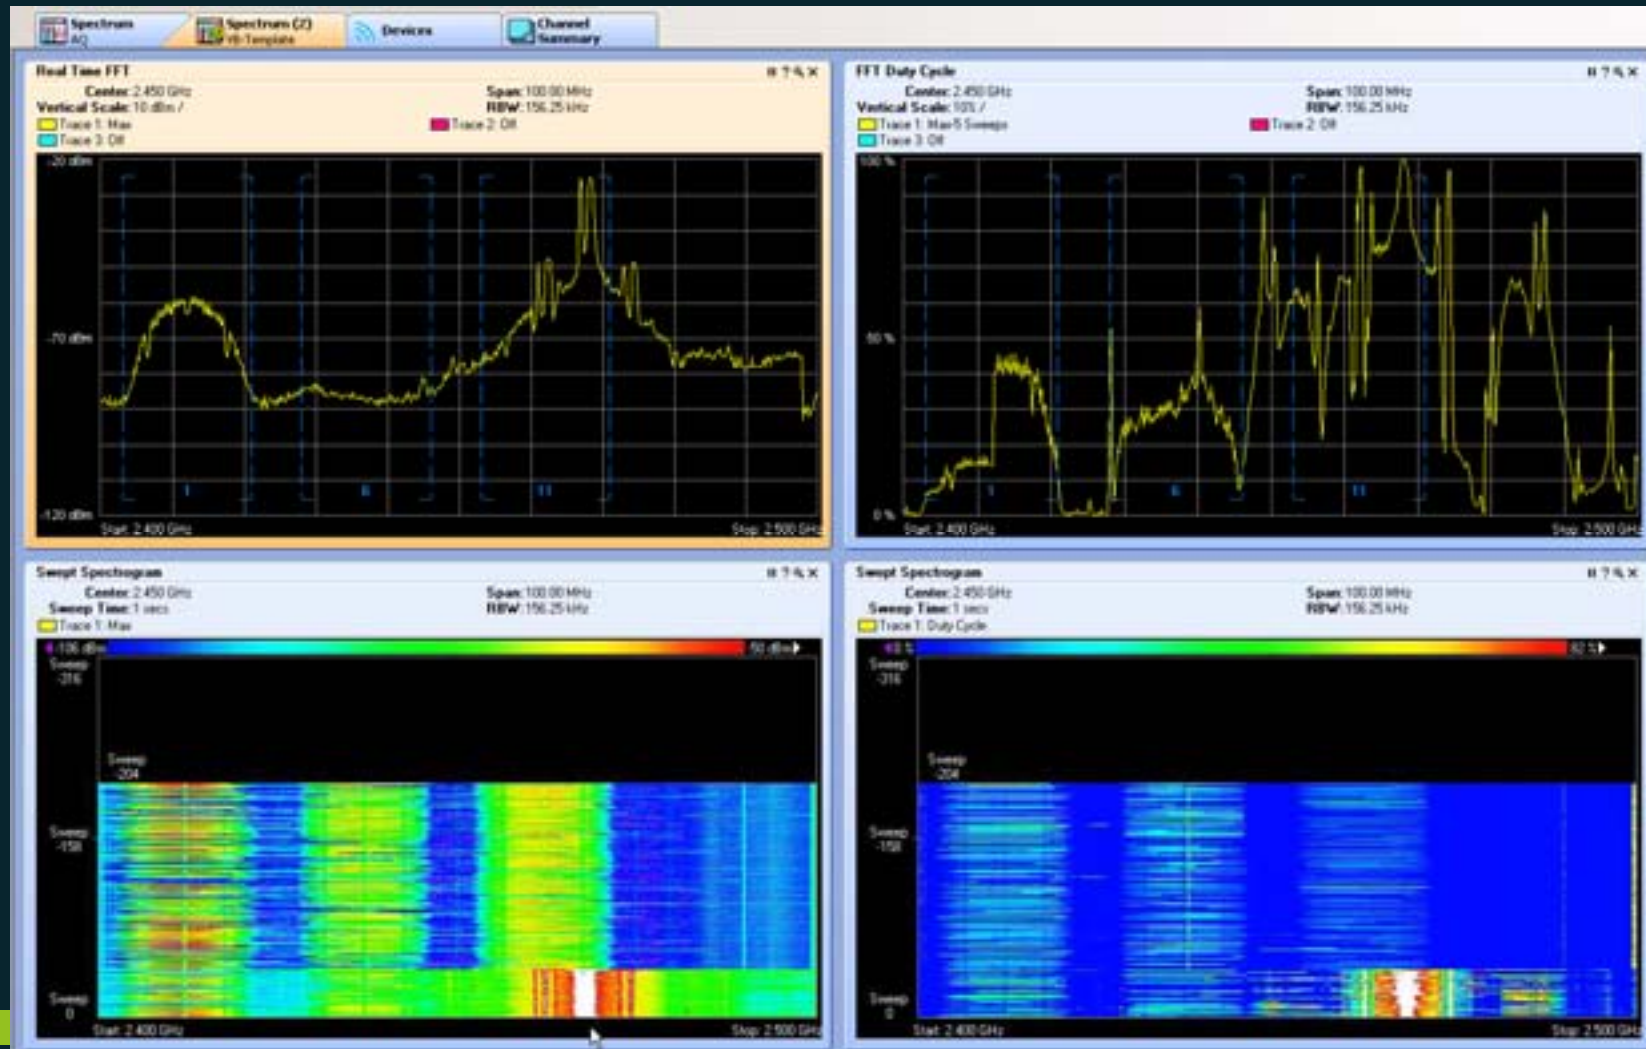 Spectrum
AQ
Spectrum (2)
YB-Template
Devices
Channel
Summary
Real Time FFT
Center: 2.450 GHz
Span: 100.00 MHz
Vertical Scale: 10 dBm /
RBW: 156.25 kHz
Trace 1: Max
Trace 2: Off
Trace 3: Off
-20 dBm
-70 dBm
-120 dBm
1
6
11
Start: 2.400 GHz
Stop: 2.500 GHz
FFT Duty Cycle
Center: 2.450 GHz
Span: 100.00 MHz
Vertical Scale: 10% /
RBW: 156.25 kHz
Trace 1: Max-5 Sweeps
Trace 2: Off
Trace 3: Off
100 %
50 %
0 %
1
6
11
Start: 2.400 GHz
Stop: 2.500 GHz
Swept Spectrogram
Center: 2.450 GHz
Span: 100.00 MHz
Sweep Time: 1 secs
RBW: 156.25 kHz
Trace 1: Max
-106 dBm
-50 dBm
Sweep
-316
Sweep
-204
Sweep
-158
Sweep
0
Start: 2.400 GHz
Stop: 2.500 GHz
Swept Spectrogram
Center: 2.450 GHz
Span: 100.00 MHz
Sweep Time: 1 secs
RBW: 156.25 kHz
Trace 1: Duty Cycle
0 %
82 %
Sweep
-316
Sweep
-204
Sweep
-158
Sweep
0
Start: 2.400 GHz
Stop: 2.500 GHz